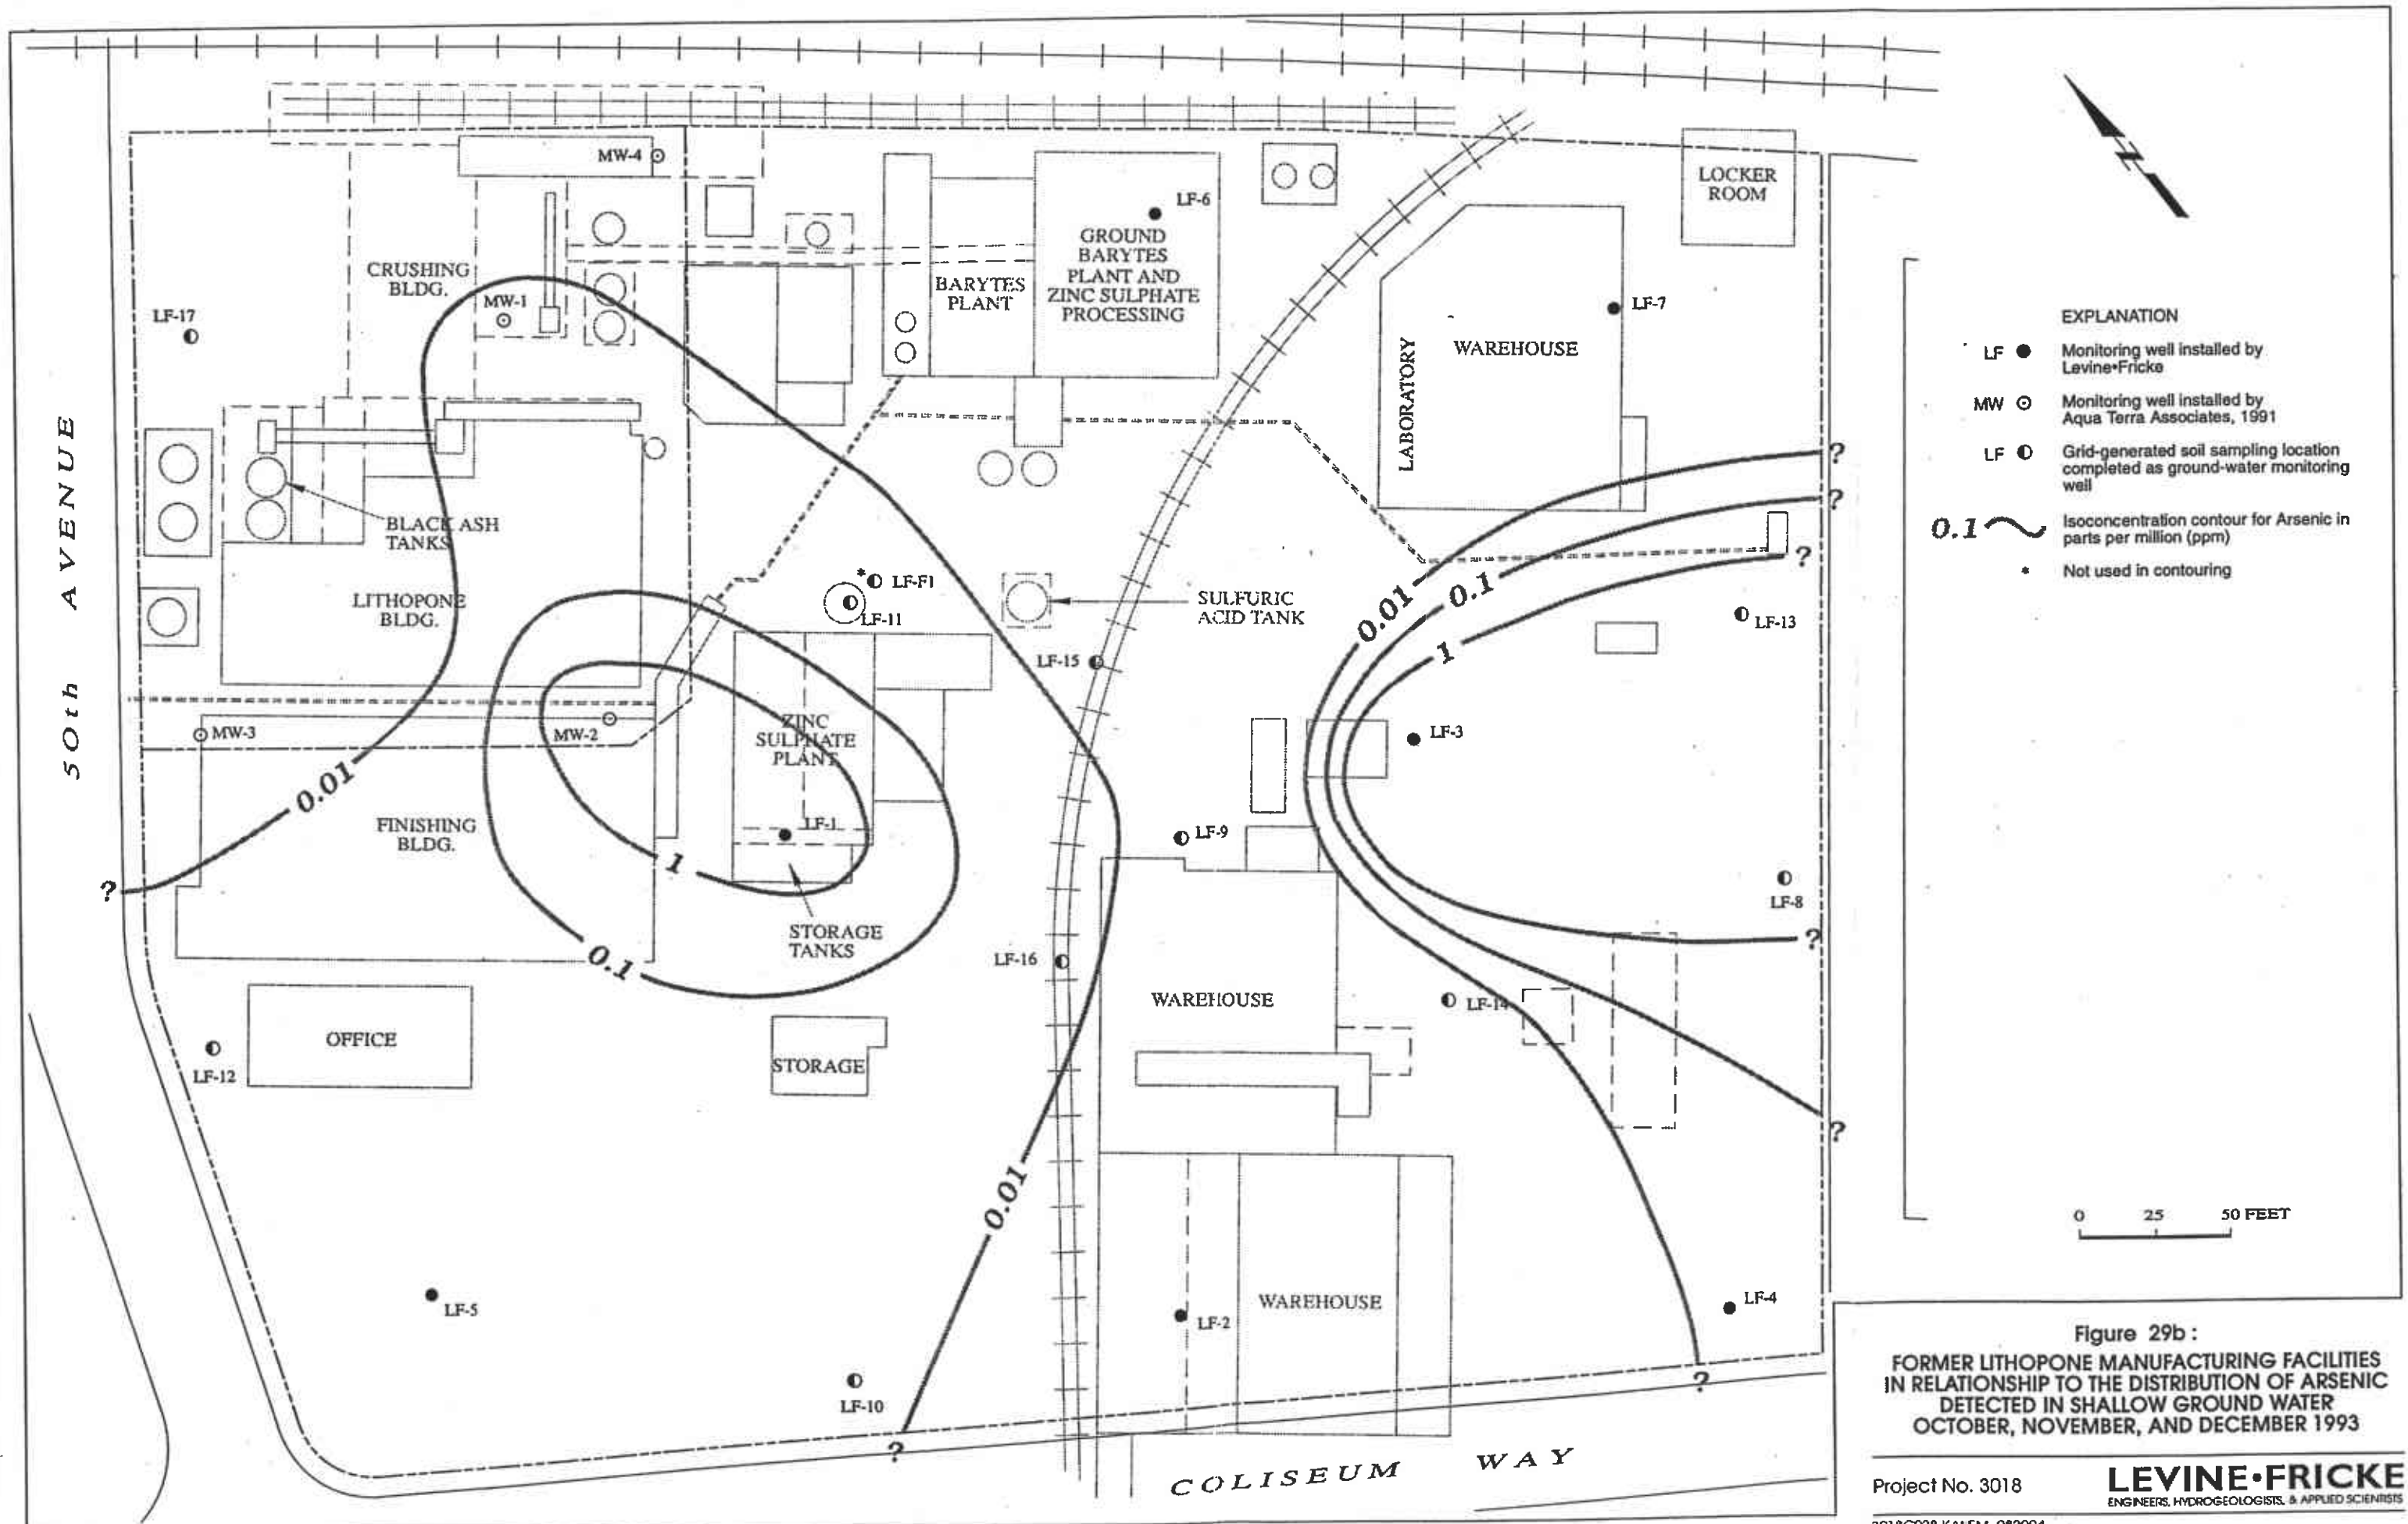 MW-4
LF-6
LOCKER
ROOM
GROUND
BARYTES
PLANT AND
ZINC SULPHATE
PROCESSING
CRUSHING
BLDG.
BARYTES
PLANT
MW-1
LF-17
LF-7
LABORATORY
WAREHOUSE
50th AVENUE
?
?
BLACK ASH
TANKS
?
LITHOPONE
BLDG.
* LF-F1
LF-11
SULFURIC
ACID TANK
0.01
0.1
1
LF-13
LF-15
MW-3
MW-2
ZINC
SULPHATE
PLANT
LF-3
0.01
FINISHING
BLDG.
LF-1
LF-9
1
?
LF-8
STORAGE
TANKS
0.1
LF-16
?
WAREHOUSE
LF-14
OFFICE
LF-12
STORAGE
?
0.01
LF-5
LF-2
WAREHOUSE
LF-4
LF-10
?
?
COLISEUM WAY
EXPLANATION
LF Monitoring well installed by
Levine•Fricke
MW Monitoring well installed by
Aqua Terra Associates, 1991
LF Grid-generated soil sampling location
completed as ground-water monitoring
well
0.1 Isoconcentration contour for Arsenic in
parts per million (ppm)
* Not used in contouring
0 25 50 FEET
Figure 29b :
FORMER LITHOPONE MANUFACTURING FACILITIES
IN RELATIONSHIP TO THE DISTRIBUTION OF ARSENIC
DETECTED IN SHALLOW GROUND WATER
OCTOBER, NOVEMBER, AND DECEMBER 1993
Project No. 3018
LEVINE•FRICKE
ENGINEERS, HYDROGEOLOGISTS, & APPLIED SCIENTISTS